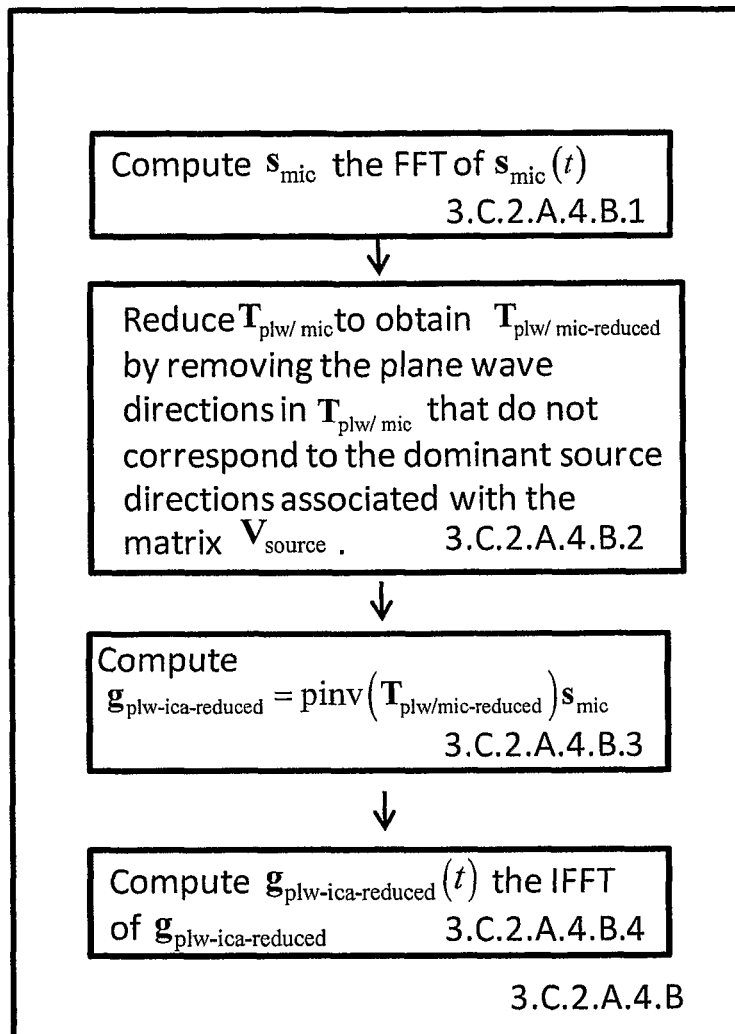 Compute s_mic the FFT of s_mic(t)
3.C.2.A.4.B.1
Reduce T_plw/ mic to obtain T_plw/ mic-reduced
by removing the plane wave
directions in T_plw/ mic that do not
correspond to the dominant source
directions associated with the
matrix V_source . 3.C.2.A.4.B.2
Compute
g_plw-ica-reduced = pinv(T_plw/mic-reduced)s_mic
3.C.2.A.4.B.3
Compute g_plw-ica-reduced(t) the IFFT
of g_plw-ica-reduced 3.C.2.A.4.B.4
3.C.2.A.4.B